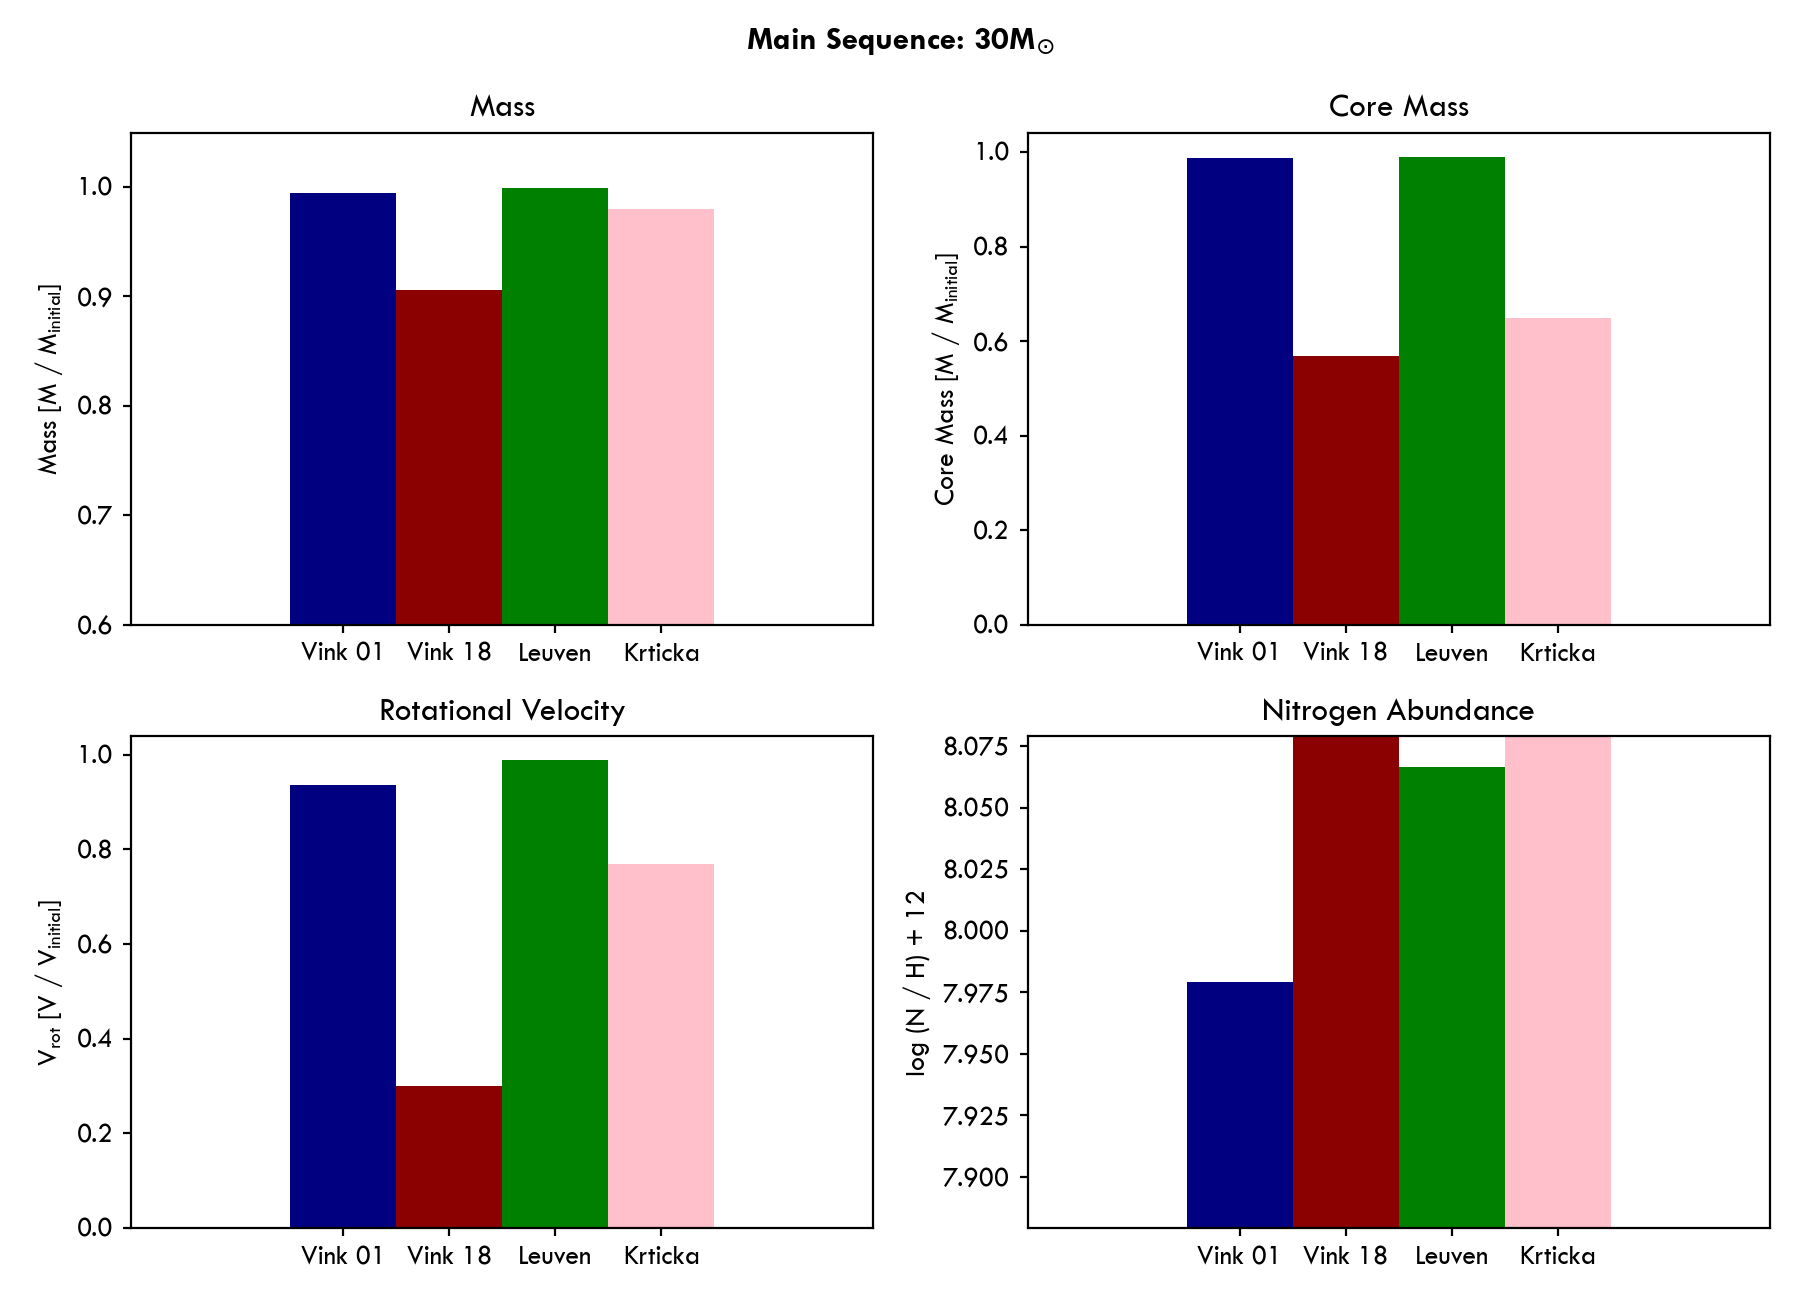 Main Sequence: 30M☉
Mass
Mass [M / Minitial]
1.0
0.9
0.8
0.7
0.6
Vink 01 Vink 18 Leuven Krticka
Core Mass
Core Mass [M / Minitial]
1.0
0.8
0.6
0.4
0.2
0.0
Vink 01 Vink 18 Leuven Krticka
Rotational Velocity
Vrot [V / Vinitial]
1.0
0.8
0.6
0.4
0.2
0.0
Vink 01 Vink 18 Leuven Krticka
Nitrogen Abundance
log (N / H) + 12
8.075
8.050
8.025
8.000
7.975
7.950
7.925
7.900
Vink 01 Vink 18 Leuven Krticka